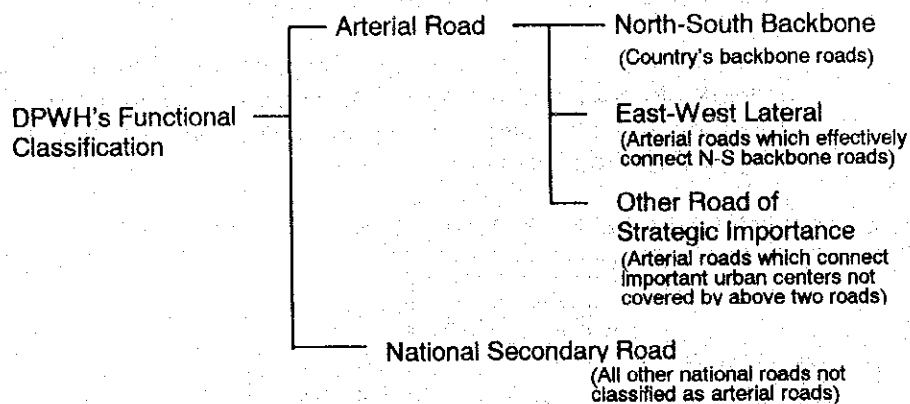 Arterial Road
North-South Backbone
(Country's backbone roads)
DPWH's Functional
Classification
East-West Lateral
(Arterial roads which effectively
connect N-S backbone roads)
Other Road of
Strategic Importance
(Arterial roads which connect
important urban centers not
covered by above two roads)
National Secondary Road
(All other national roads not
classified as arterial roads)